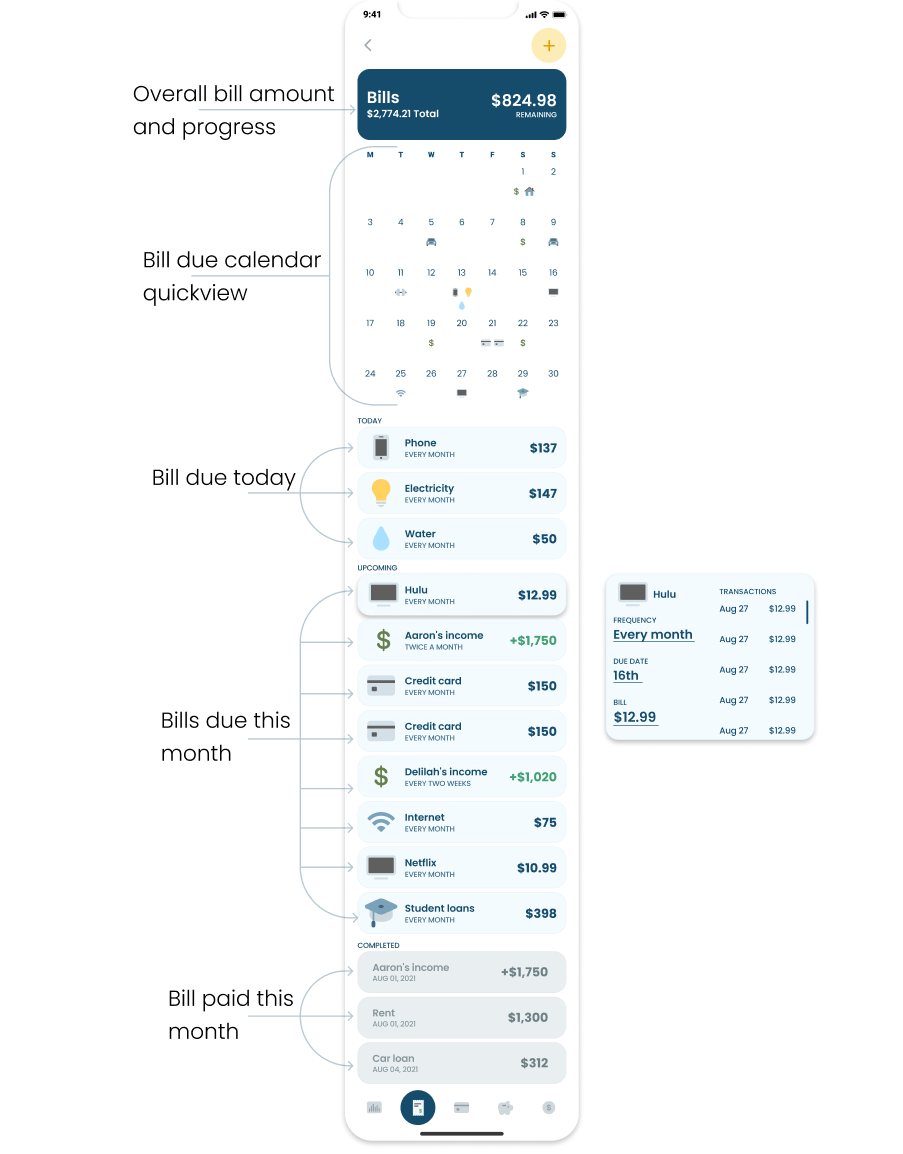 9:41
Overall bill amount
and progress
Bills
$2,774.21 Total
$824.98
REMAINING
M T W T F S S
1 2
3 4 5 6 7 8 9
Bill due calendar
quickview
10 11 12 13 14 15 16
17 18 19 20 21 22 23
24 25 26 27 28 29 30
TODAY
Bill due today
Phone
EVERY MONTH
$137
Electricity
EVERY MONTH
$147
Water
EVERY MONTH
$50
UPCOMING
Bills due this
month
Hulu
EVERY MONTH
$12.99
Aaron's income
TWICE A MONTH
+$1,750
Credit card
EVERY MONTH
$150
Credit card
EVERY MONTH
$150
Delilah's income
EVERY TWO WEEKS
+$1,020
Internet
EVERY MONTH
$75
Netflix
EVERY MONTH
$10.99
Student loans
EVERY MONTH
$398
Hulu
FREQUENCY
Every month
DUE DATE
16th
BILL
$12.99
TRANSACTIONS
Aug 27 $12.99
Aug 27 $12.99
Aug 27 $12.99
Aug 27 $12.99
Aug 27 $12.99
COMPLETED
Bill paid this
month
Aaron's income
AUG 01, 2021
+$1,750
Rent
AUG 01, 2021
$1,300
Car loan
AUG 04, 2021
$312